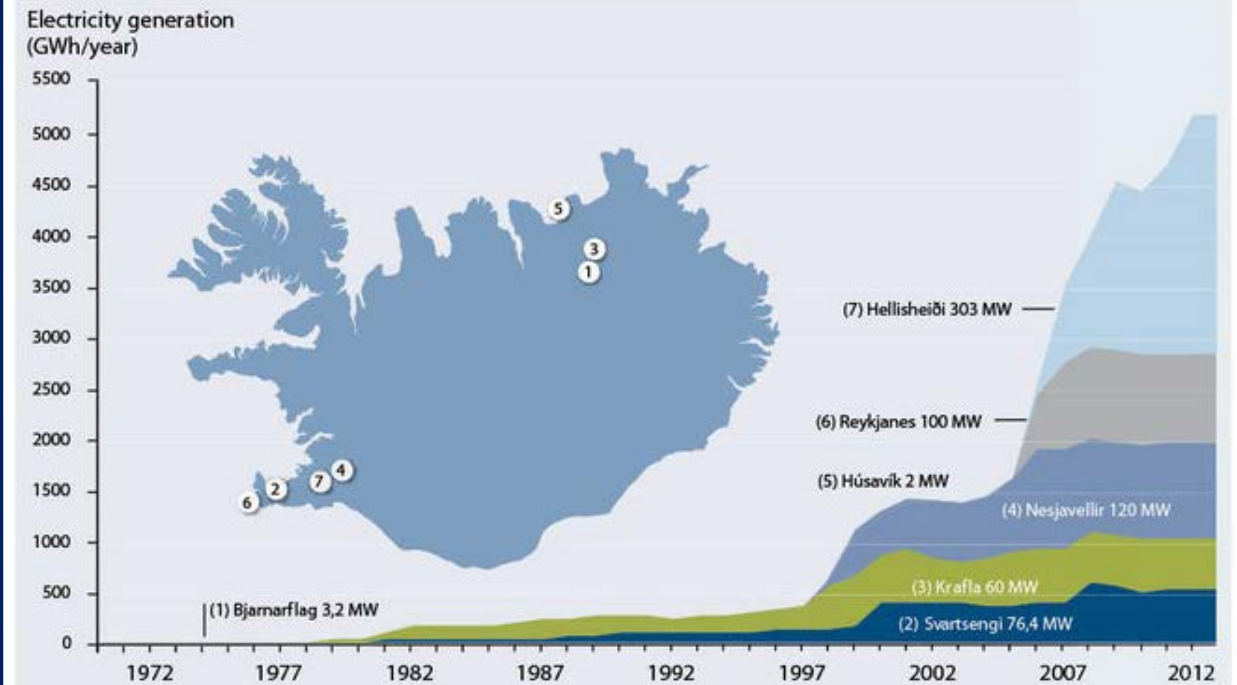 Electricity generation
(GWh/year)
5500
5000
4500
4000
3500
3000
2500
2000
1500
1000
500
0
5
3
1
4
7
2
6
(7) Hellisheiði 303 MW
(6) Reykjanes 100 MW
(5) Húsavík 2 MW
(4) Nesjavellir 120 MW
(3) Krafla 60 MW
(2) Svartsengi 76,4 MW
(1) Bjarnarflag 3,2 MW
1972 1977 1982 1987 1992 1997 2002 2007 2012